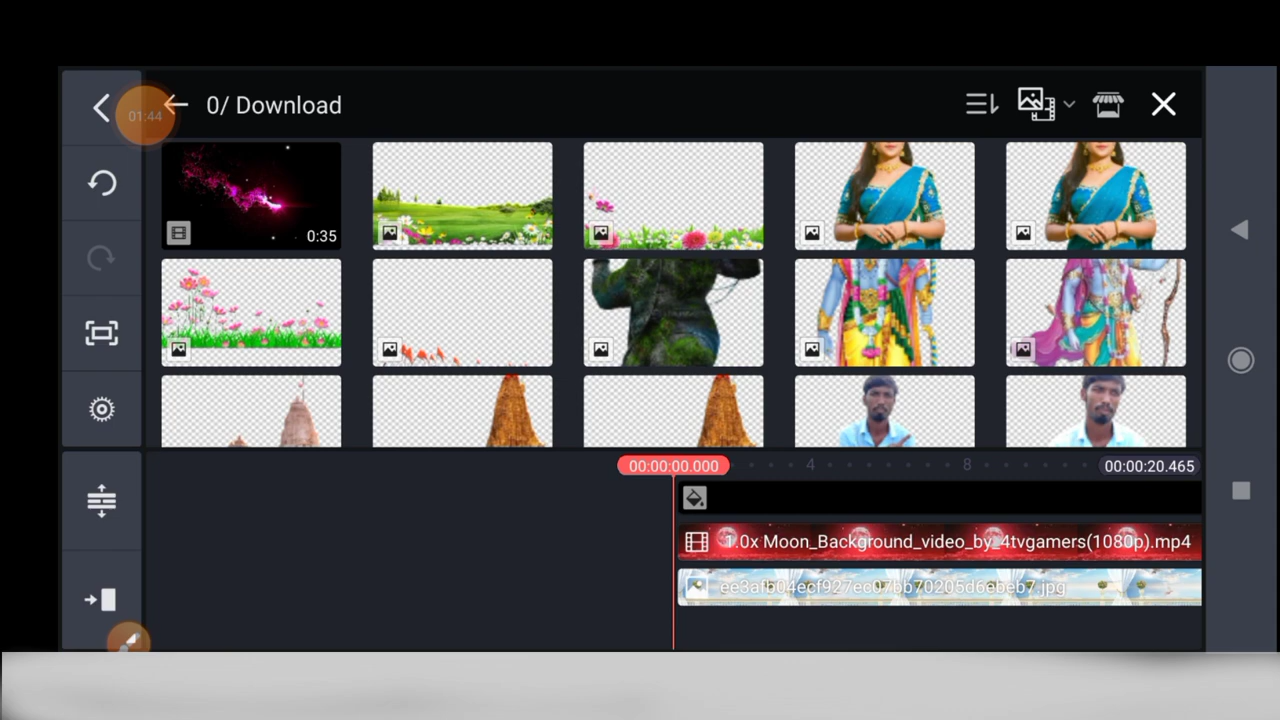 01:44
0/ Download
0:35
00:00:00.000
4
8
00:00:20.465
1.0x Moon_Background_video_by_4tvgamers(1080p).mp4
ee3afb04ecf927ec07bb70205d6ebeb7.jpg